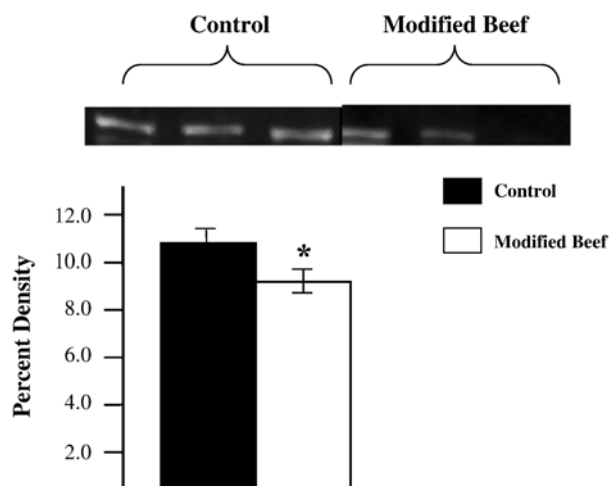 Control Modified Beef
Control
Modified Beef
12.0
10.0
8.0
6.0
4.0
2.0
*
Percent Density